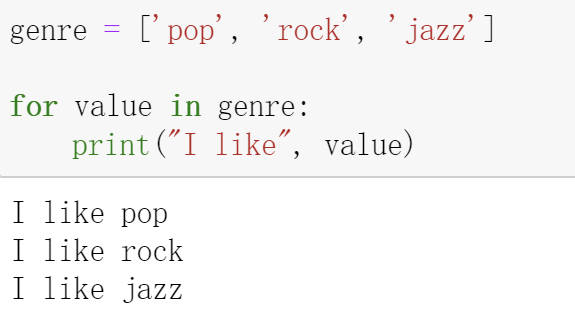 genre = ['pop', 'rock', 'jazz']
for value in genre:
    print("I like", value)
I like pop
I like rock
I like jazz